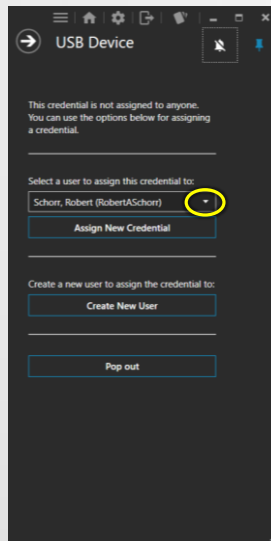 USB Device
This credential is not assigned to anyone.
You can use the options below for assigning
a credential.
Select a user to assign this credential to:
Schorr, Robert (RobertASchorr)
Assign New Credential
Create a new user to assign the credential to:
Create New User
Pop out